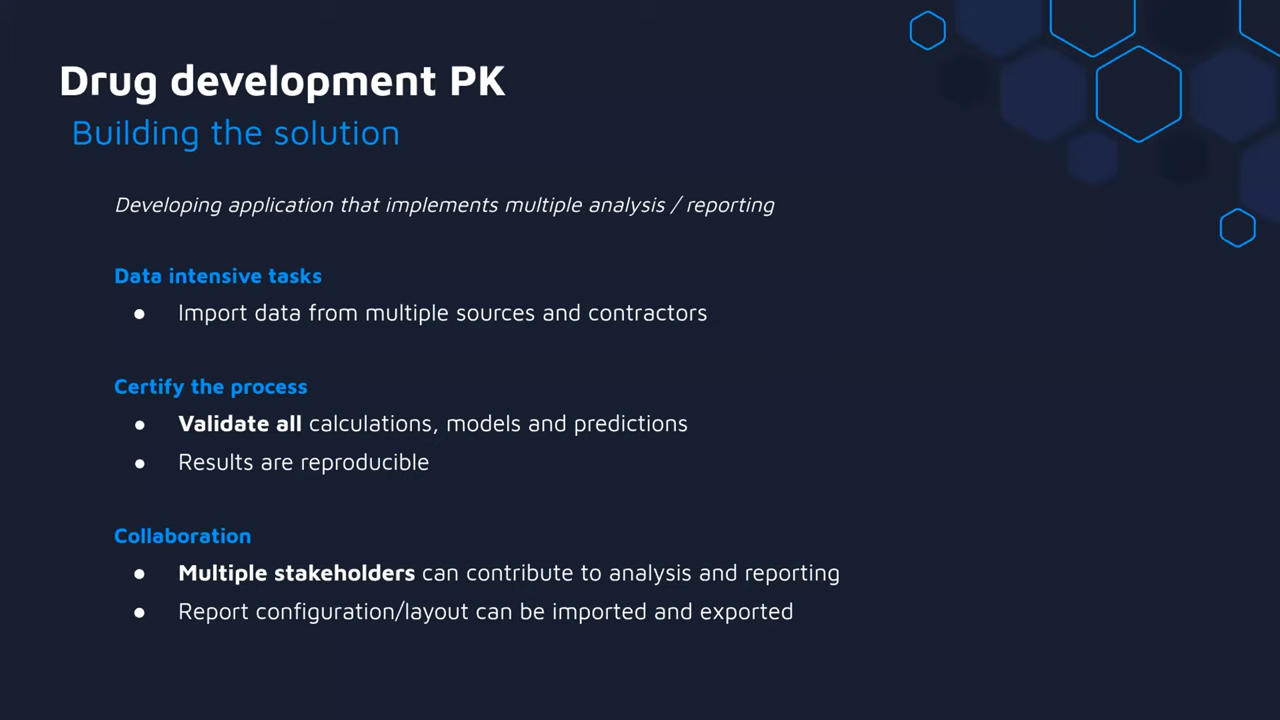 Drug development PK
Building the solution
Developing application that implements multiple analysis / reporting
Data intensive tasks
● Import data from multiple sources and contractors
Certify the process
● Validate all calculations, models and predictions
● Results are reproducible
Collaboration
● Multiple stakeholders can contribute to analysis and reporting
● Report configuration/layout can be imported and exported